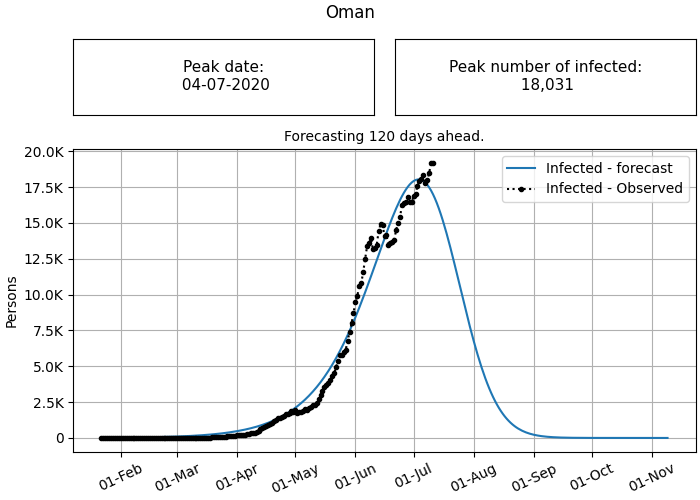 Oman
Peak date:
04-07-2020
Peak number of infected:
18,031
Forecasting 120 days ahead.
20.0K
17.5K
15.0K
12.5K
10.0K
7.5K
5.0K
2.5K
0
Persons
Infected - forecast
Infected - Observed
01-Feb
01-Mar
01-Apr
01-May
01-Jun
01-Jul
01-Aug
01-Sep
01-Oct
01-Nov